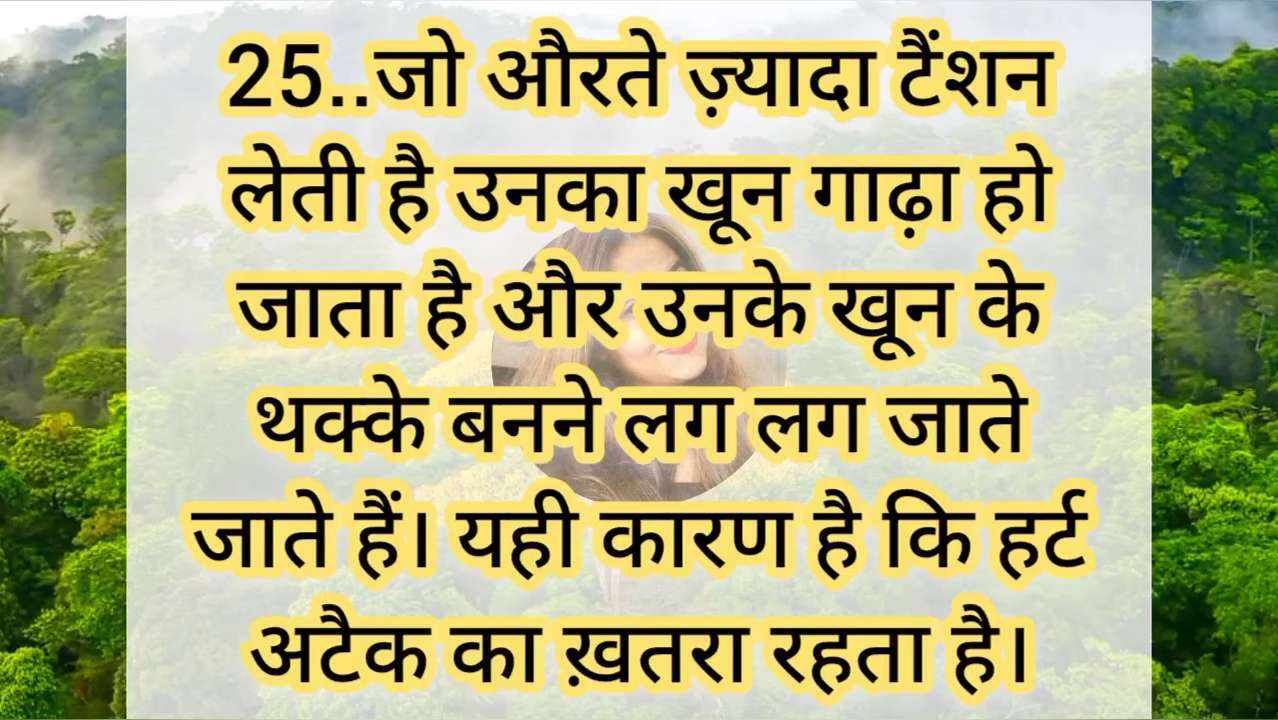 25..जो औरते ज़्यादा टैंशन
लेती है उनका खून गाढ़ा हो
जाता है और उनके खून के
थक्के बनने लग लग जाते
जाते हैं। यही कारण है कि हर्ट
अटैक का ख़तरा रहता है।